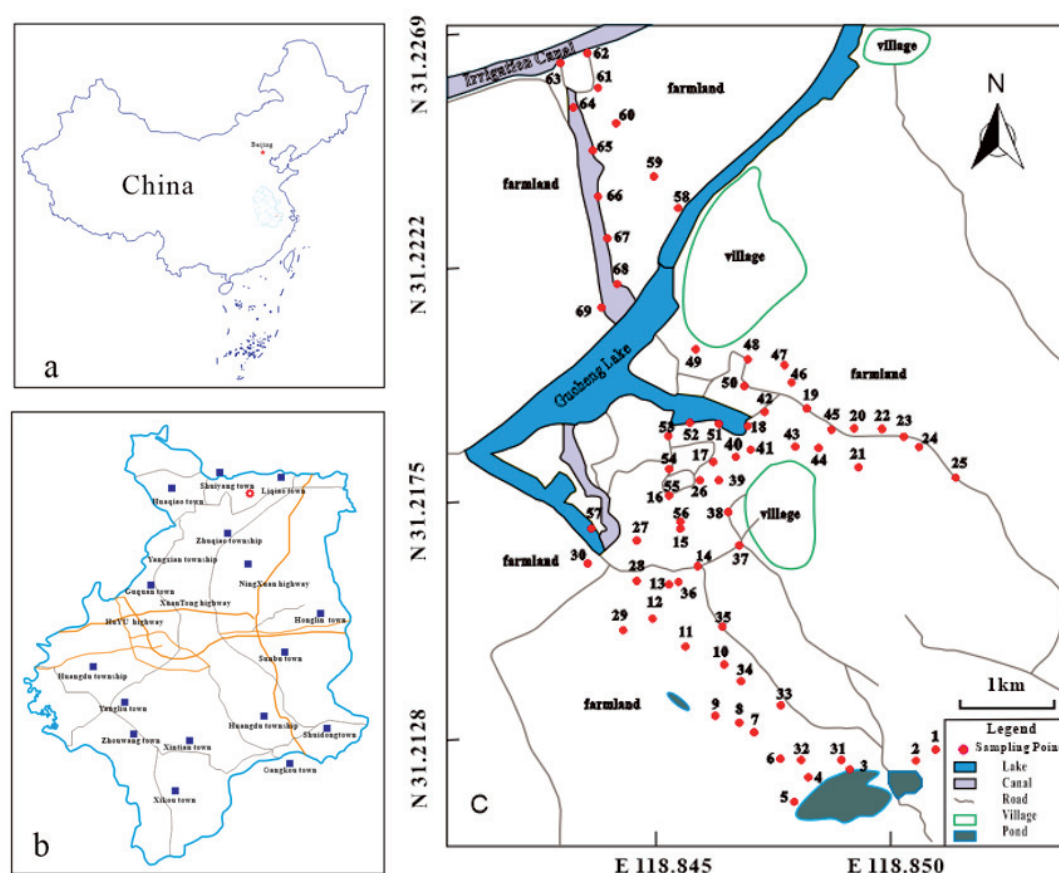 Beijing
China
a
Shuiyang town
Huaqiao town
Liqiao town
Zhuqiao township
Yangxian township
NingXuan highway
Guquan town
XuanTong highway
Honglin town
HuYU highway
Sunbu town
Huangdu township
Yangliu town
Huangdu township
Zhouwang town
Xintian town
Shuidongtown
Gangkou town
Xikou town
b
N 31.2269
N 31.2222
N 31.2175
N 31.2128
E 118.845
E 118.850
Irrigation Canal
village
N
farmland
farmland
village
Guoheng Lake
farmland
village
farmland
farmland
62
63
61
64
60
65
59
66
58
67
68
69
49
48
47
46
50
42
19
53
52
51
18
45
20
22
23
24
54
17
40
41
43
44
21
25
55
26
39
16
57
27
56
15
38
30
28
13
36
14
37
29
12
35
11
10
34
33
9
8
7
6
32
31
3
2
1
4
5
1km
Legend
Sampling Point
Lake
Canal
Road
Village
Pond
C